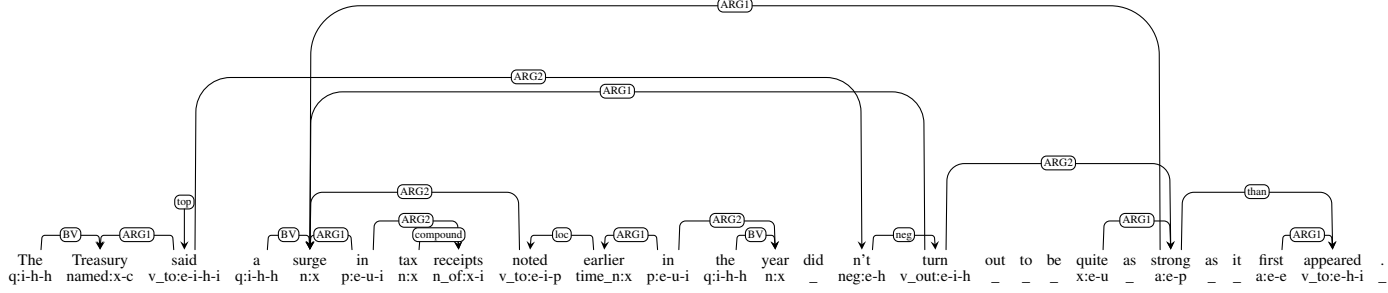 ARG1
ARG2
ARG1
ARG2
top ARG2 than
ARG2 ARG2
BV ARG1 BV ARG1 compound loc ARG1 BV neg ARG1 ARG1
The Treasury said a surge in tax receipts noted earlier in the year did n't turn out to be quite as strong as it first appeared .
q:i-h-h named:x-c v_to:e-i-h-i q:i-h-h n:x p:e-u-i n:x n_of:x-i v_to:e-i-p time_n:x p:e-u-i q:i-h-h n:x _ neg:e-h v_out:e-i-h _ _ _ x:e-u _ a:e-p _ _ a:e-e v_to:e-h-i _